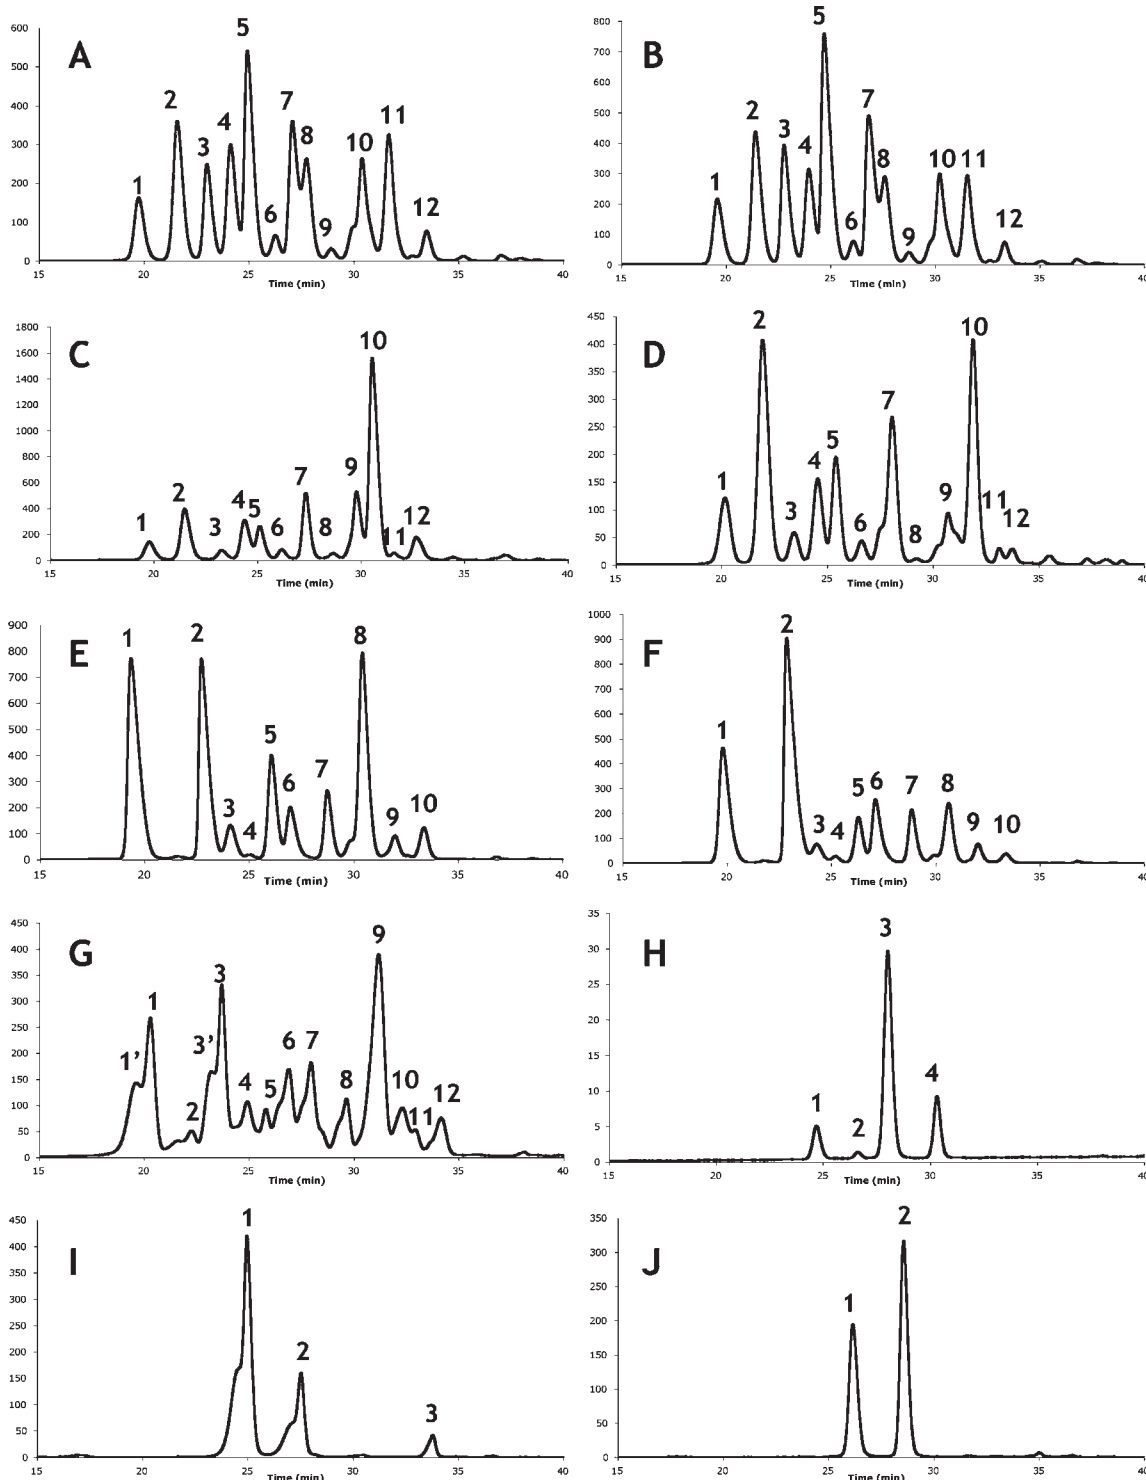 A
600
500
400
300
200
100
0
1 2 3 4 5 6 7 8 9 10 11 12
15 20 25 30 35 40
Time (min)
B
800
700
600
500
400
300
200
100
0
1 2 3 4 5 6 7 8 9 10 11 12
15 20 25 30 35 40
Time (min)
C
1800
1600
1400
1200
1000
800
600
400
200
0
1 2 3 4 5 6 7 8 9 10 11 12
15 20 25 30 35 40
Time (min)
D
450
400
350
300
250
200
150
100
50
0
1 2 3 4 5 6 7 8 9 10 11 12
15 20 25 30 35 40
Time (min)
E
900
800
700
600
500
400
300
200
100
0
1 2 3 4 5 6 7 8 9 10
15 20 25 30 35 40
Time (min)
F
1000
900
800
700
600
500
400
300
200
100
0
1 2 3 4 5 6 7 8 9 10
15 20 25 30 35 40
Time (min)
G
450
400
350
300
250
200
150
100
50
0
1’ 1 2 3’ 3 4 5 6 7 8 9 10 11 12
15 20 25 30 35 40
Time (min)
H
35
30
25
20
15
10
5
0
1 2 3 4
15 20 25 30 35 40
Time (min)
I
450
400
350
300
250
200
150
100
50
0
1 2 3
15 20 25 30 35 40
Time (min)
J
350
300
250
200
150
100
50
0
1 2
15 20 25 30 35 40
Time (min)